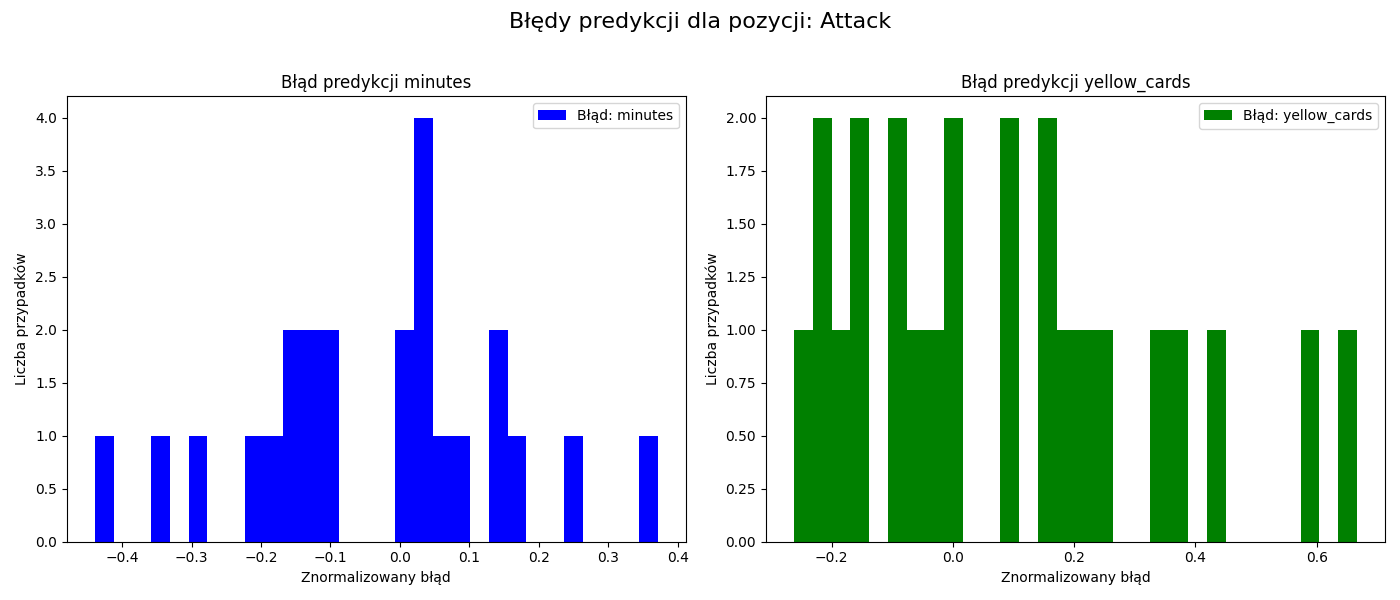 Błędy predykcji dla pozycji: Attack
Błąd predykcji minutes
Błąd: minutes
Liczba przypadków
4.0
3.5
3.0
2.5
2.0
1.5
1.0
0.5
0.0
−0.4 −0.3 −0.2 −0.1 0.0 0.1 0.2 0.3 0.4
Znormalizowany błąd
Błąd predykcji yellow_cards
Błąd: yellow_cards
Liczba przypadków
2.00
1.75
1.50
1.25
1.00
0.75
0.50
0.25
0.00
−0.2 0.0 0.2 0.4 0.6
Znormalizowany błąd